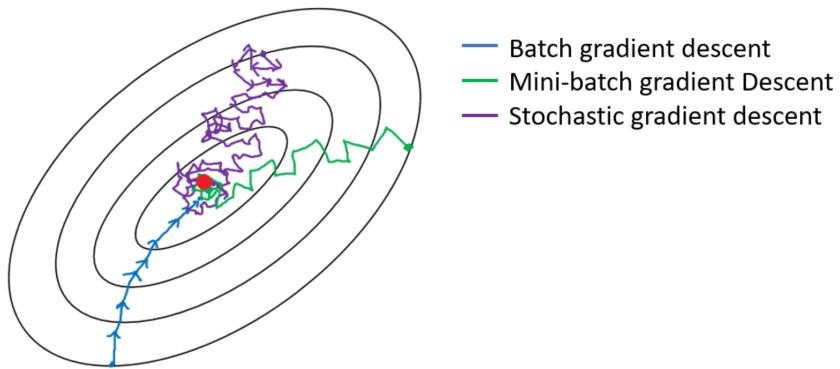 Batch gradient descent
Mini-batch gradient Descent
Stochastic gradient descent